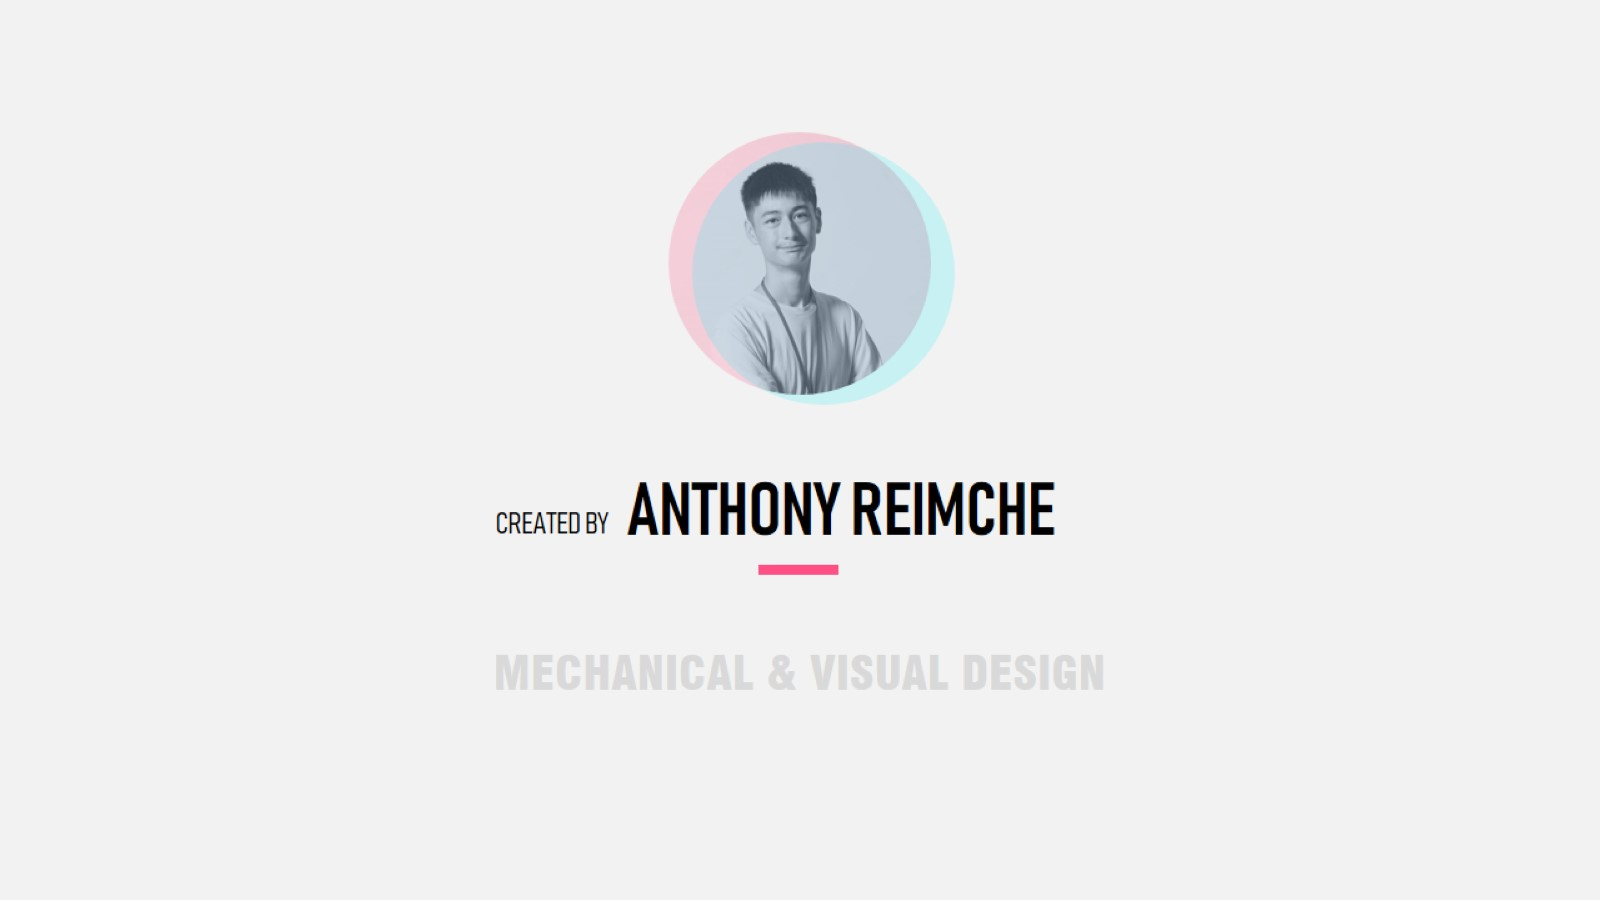 CREATED BY ANTHONY REIMCHE
MECHANICAL & VISUAL DESIGN